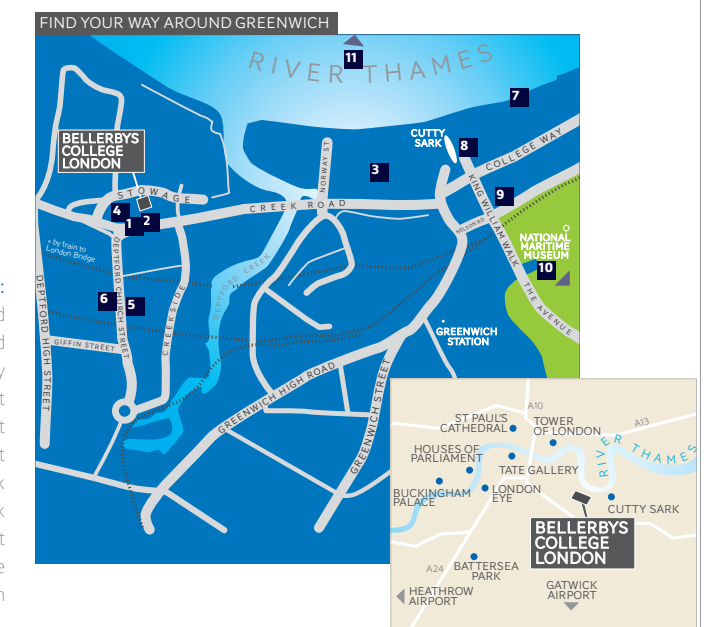 FIND YOUR WAY AROUND GREENWICH
RIVER THAMES
11
7
CUTTY
SARK
8
COLLEGE WAY
BELLERBYS
COLLEGE
LONDON
NORWAY ST
3
KING WILLIAM WALK
9
STOWAGE
CREEK ROAD
4
1
2
NELSON RD
NATIONAL
MARITIME
MUSEUM
10
« by train to
London Bridge
DEPTFORD CHURCH STREET
DEPTFORD CREEK
DEPTFORD HIGH STREET
CREEKSIDE
6
5
THE AVENUE
GREENWICH
STATION
GIFFIN STREET
GREENWICH HIGH ROAD
GREENWICH STREET
A10
ST PAUL'S
CATHEDRAL
TOWER
OF LONDON
A13
RIVER THAMES
HOUSES OF
PARLIAMENT
TATE GALLERY
BUCKINGHAM
PALACE
LONDON
EYE
CUTTY SARK
BELLERBYS
COLLEGE
LONDON
A24
BATTERSEA
PARK
HEATHROW
AIRPORT
GATWICK
AIRPORT